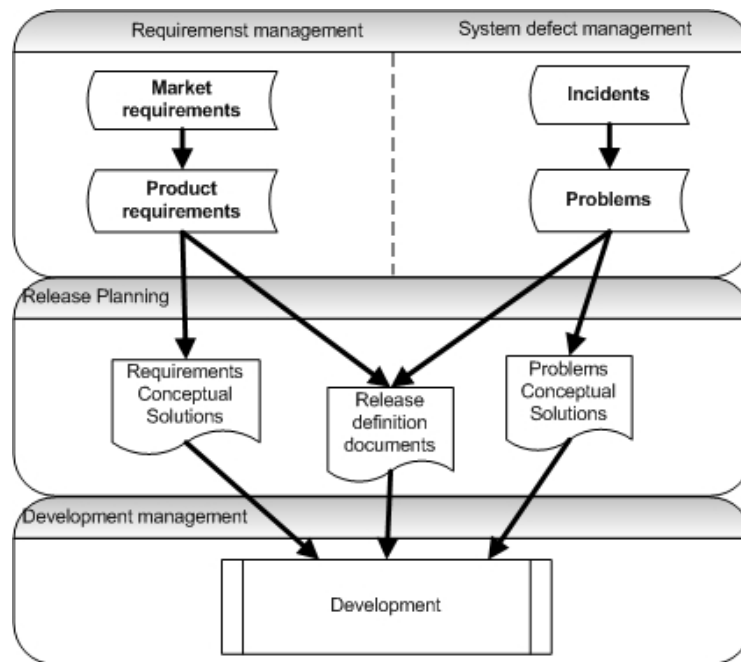 Requiremenst management
System defect management
Market
requirements
Incidents
Product
requirements
Problems
Release Planning
Requirements
Conceptual
Solutions
Release
definition
documents
Problems
Conceptual
Solutions
Development management
Development